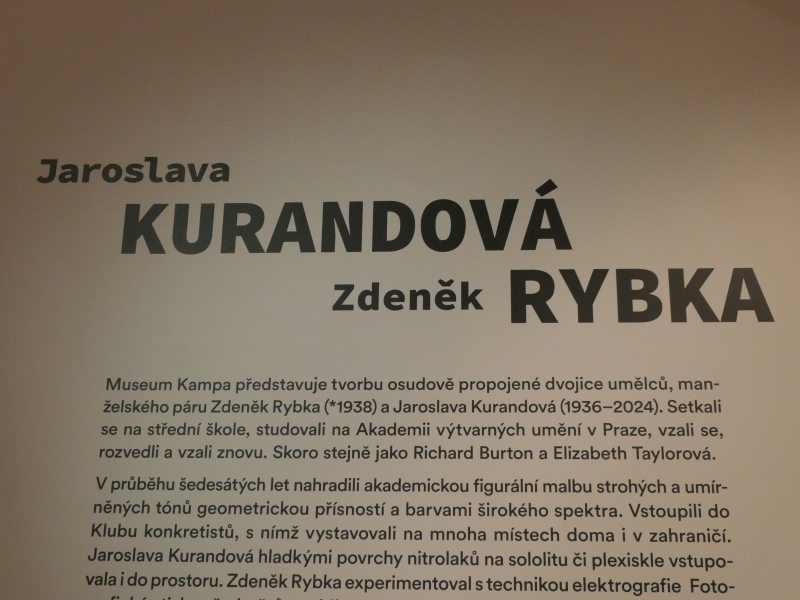 Jaroslava
KURANDOVÁ
Zdeněk RYBKA
Museum Kampa představuje tvorbu osudově propojené dvojice umělců, man-
želského páru Zdeněk Rybka (*1938) a Jaroslava Kurandová (1936–2024). Setkali
se na střední škole, studovali na Akademii výtvarných umění v Praze, vzali se,
rozvedli a vzali znovu. Skoro stejně jako Richard Burton a Elizabeth Taylorová.
V průběhu šedesátých let nahradili akademickou figurální malbu strohých a umír-
něných tónů geometrickou přísností a barvami širokého spektra. Vstoupili do
Klubu konkretistů, s nímž vystavovali na mnoha místech doma i v zahraničí.
Jaroslava Kurandová hladkými povrchy nitrolaků na sololitu či plexiskle vstupo-
vala i do prostoru. Zdeněk Rybka experimentoval s technikou elektrografie Foto-